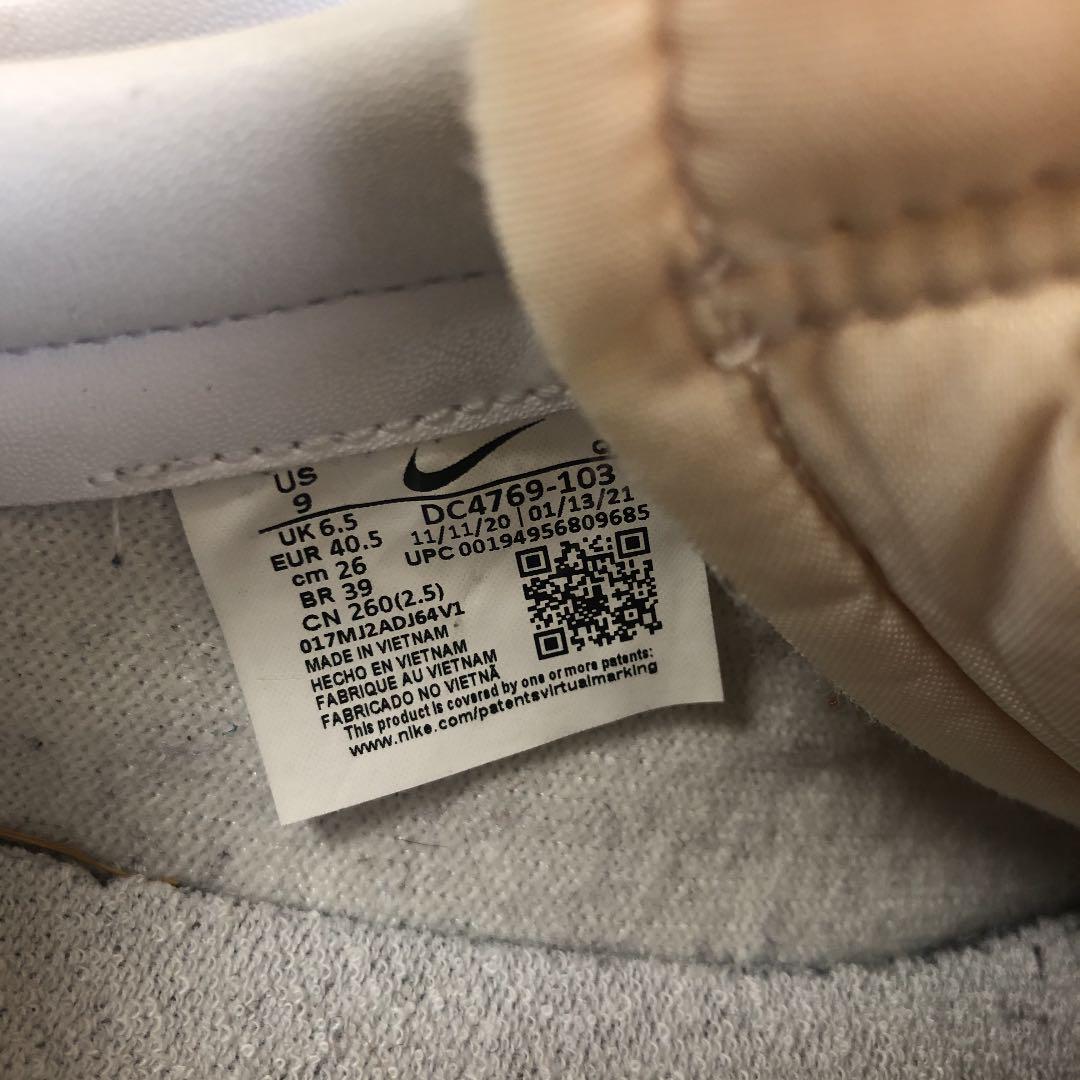 US
9
UK 6.5
EUR 40.5
cm 26
BR 39
CN 260(2.5)
017MJ2ADJ64V1
DC4769-103
11/11/20 | 01/13/21
UPC 00194956809685
MADE IN VIETNAM
HECHO EN VIETNAM
FABRIQUE AU VIETNAM
FABRICADO NO VIETNÃ
This product is covered by one or more patents:
www.nike.com/patentsvirtualmarking